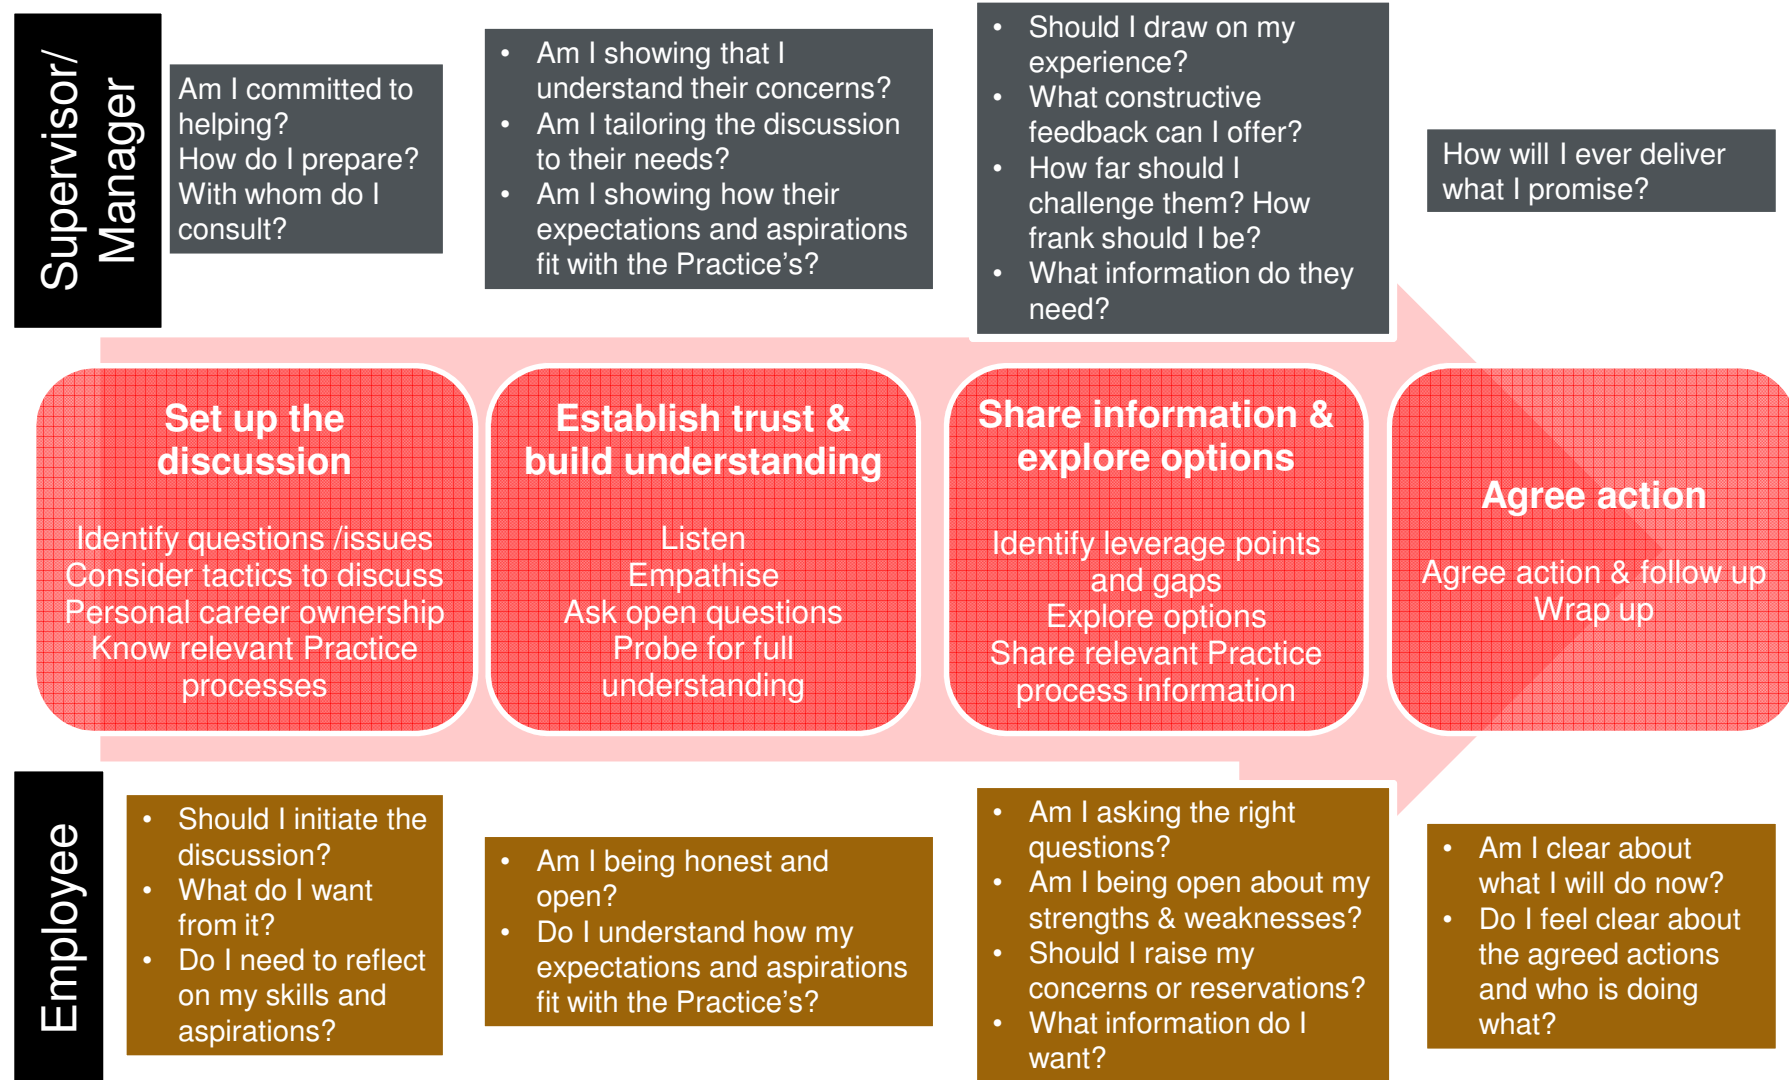 Supervisor/
Manager
Am I committed to
helping?
How do I prepare?
With whom do I
consult?
• Am I showing that I
understand their concerns?
• Am I tailoring the discussion
to their needs?
• Am I showing how their
expectations and aspirations
fit with the Practice's?
• Should I draw on my
experience?
• What constructive
feedback can I offer?
• How far should I
challenge them? How
frank should I be?
• What information do they
need?
How will I ever deliver
what I promise?
Set up the
discussion
Identify questions /issues
Consider tactics to discuss
Personal career ownership
Know relevant Practice
processes
Establish trust &
build understanding
Listen
Empathise
Ask open questions
Probe for full
understanding
Share information &
explore options
Identify leverage points
and gaps
Explore options
Share relevant Practice
process information
Agree action
Agree action & follow up
Wrap up
Employee
• Should I initiate the
discussion?
• What do I want
from it?
• Do I need to reflect
on my skills and
aspirations?
• Am I being honest and
open?
• Do I understand how my
expectations and aspirations
fit with the Practice's?
• Am I asking the right
questions?
• Am I being open about my
strengths & weaknesses?
• Should I raise my
concerns or reservations?
• What information do I
want?
• Am I clear about
what I will do now?
• Do I feel clear about
the agreed actions
and who is doing
what?